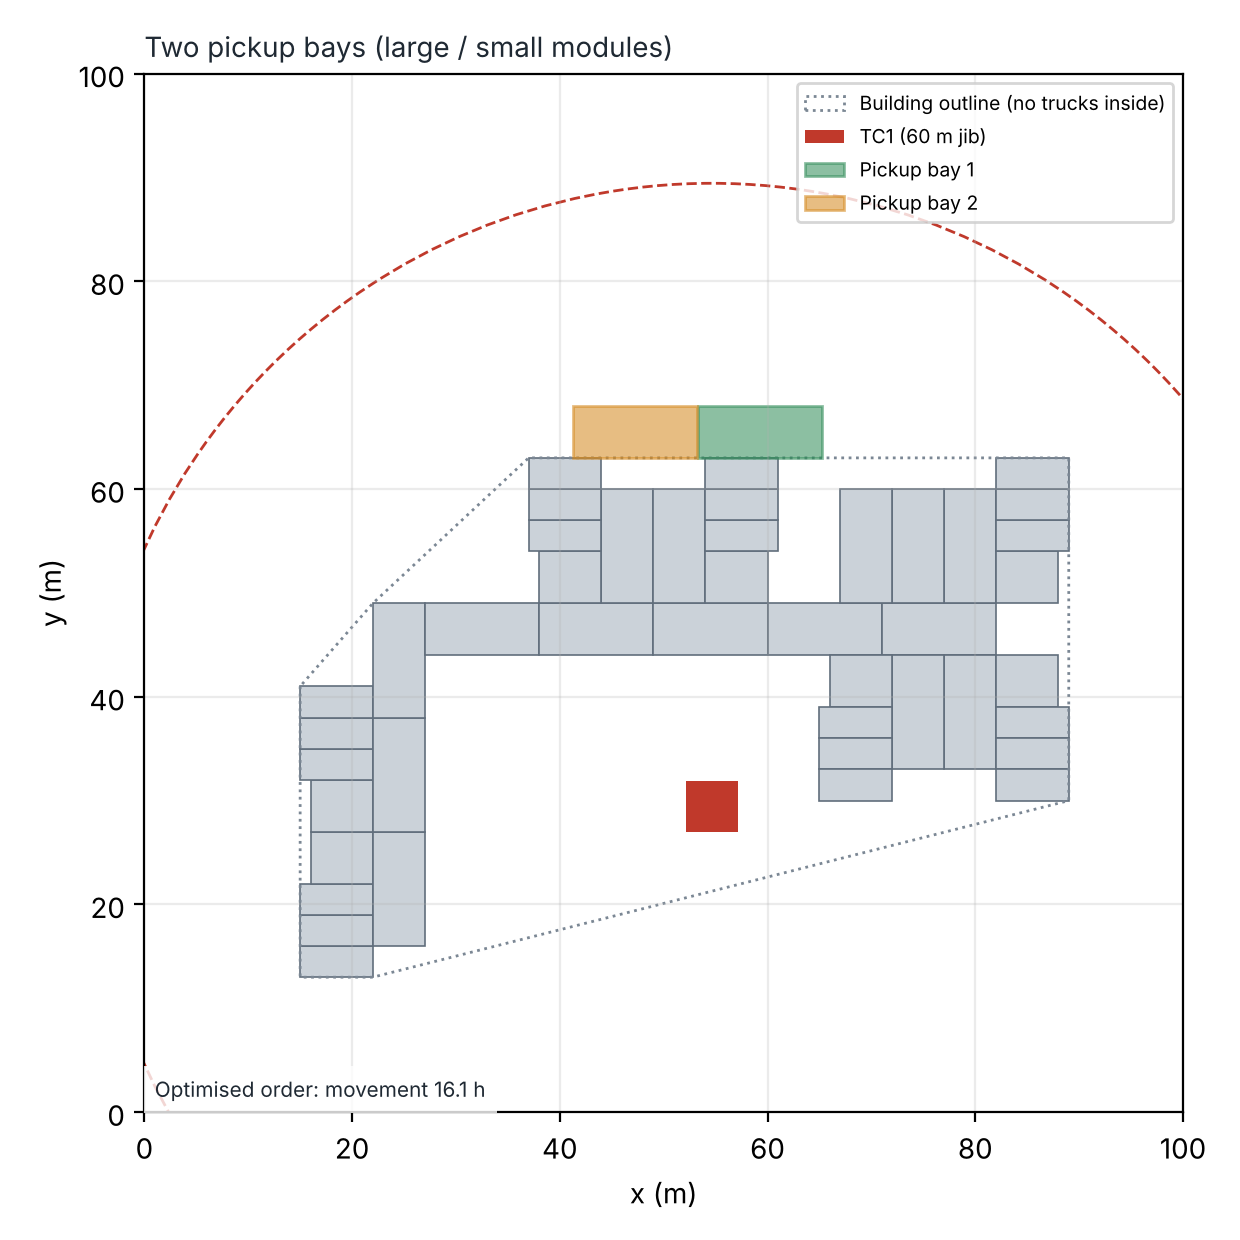 Two pickup bays (large / small modules)
Building outline (no trucks inside)
TC1 (60 m jib)
Pickup bay 1
Pickup bay 2
100
80
60
40
20
0
y (m)
Optimised order: movement 16.1 h
0 20 40 60 80 100
x (m)